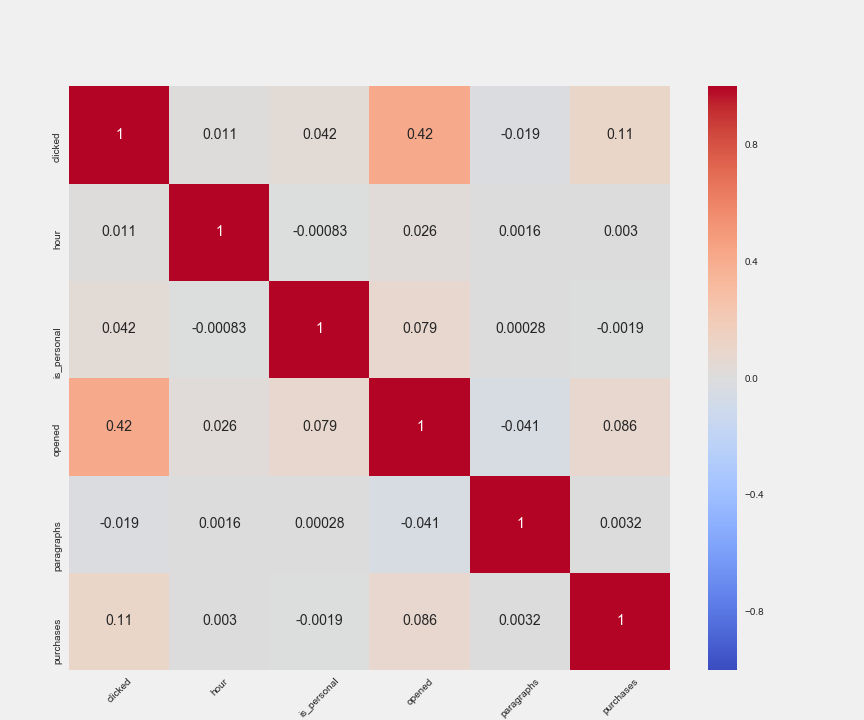 clicked 1 0.011 0.042 0.42 -0.019 0.11
hour 0.011 1 -0.00083 0.026 0.0016 0.003
is_personal 0.042 -0.00083 1 0.079 0.00028 -0.0019
opened 0.42 0.026 0.079 1 -0.041 0.086
paragraphs -0.019 0.0016 0.00028 -0.041 1 0.0032
purchases 0.11 0.003 -0.0019 0.086 0.0032 1
clicked hour is_personal opened paragraphs purchases
0.8
0.4
0.0
−0.4
−0.8